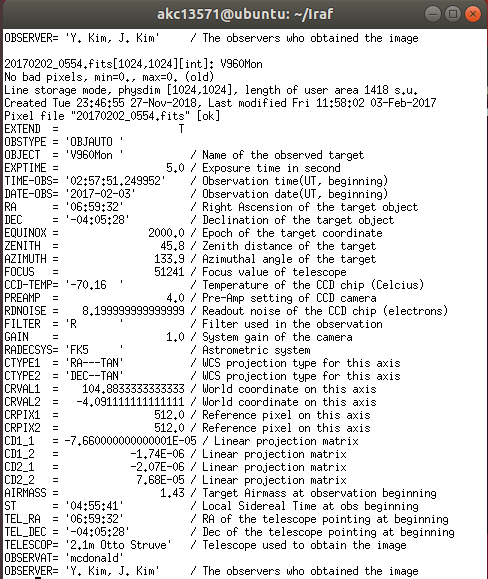 akc13571@ubuntu: ~/Iraf
OBSERVER= 'Y. Kim, J. Kim' / The observers who obtained the image
20170202_0554.fits[1024,1024][int]: V960Mon
No bad pixels, min=0., max=0. (old)
Line storage mode, physdim [1024,1024], length of user area 1418 s.u.
Created Tue 23:46:55 27-Nov-2018, Last modified Fri 11:58:02 03-Feb-2017
Pixel file "20170202_0554.fits" [ok]
EXTEND = T
OBSTYPE = 'OBJAUTO '
OBJECT = 'V960Mon ' / Name of the observed target
EXPTIME = 5.0 / Exposure time in second
TIME-OBS= '02:57:51.249952' / Observation time(UT, beginning)
DATE-OBS= '2017-02-03' / Observation date(UT, beginning)
RA = '06:59:32' / Right Ascension of the target object
DEC = '-04:05:28' / Declination of the target object
EQUINOX = 2000.0 / Epoch of the target coordinate
ZENITH = 45.8 / Zenith distance of the target
AZIMUTH = 133.9 / Azimuthal angle of the target
FOCUS = 51241 / Focus value of telescope
CCD-TEMP= '-70.16 ' / Temperature of the CCD chip (Celcius)
PREAMP = 4.0 / Pre-Amp setting of CCD camera
RDNOISE = 8.199999999999999 / Readout noise of the CCD chip (electrons)
FILTER = 'R ' / Filter used in the observation
GAIN = 1.0 / System gain of the camera
RADECSYS= 'FK5 ' / Astrometric system
CTYPE1 = 'RA---TAN' / WCS projection type for this axis
CTYPE2 = 'DEC--TAN' / WCS projection type for this axis
CRVAL1 = 104.8833333333333 / World coordinate on this axis
CRVAL2 = -4.091111111111111 / World coordinate on this axis
CRPIX1 = 512.0 / Reference pixel on this axis
CRPIX2 = 512.0 / Reference pixel on this axis
CD1_1 = -7.660000000000001E-05 / Linear projection matrix
CD1_2 = -1.74E-06 / Linear projection matrix
CD2_1 = -2.07E-06 / Linear projection matrix
CD2_2 = 7.68E-05 / Linear projection matrix
AIRMASS = 1.43 / Target Airmass at observation beginning
ST = '04:55:41' / Local Sidereal Time at obs beginning
TEL_RA = '06:59:32' / RA of the telescope pointing at beginning
TEL_DEC = '-04:05:28' / Dec of the telescope pointing at beginning
TELESCOP= '2.1m Otto Struve' / Telescope used to obtain the image
OBSERVAT= 'mcdonald'
OBSERVER= 'Y. Kim, J. Kim' / The observers who obtained the image